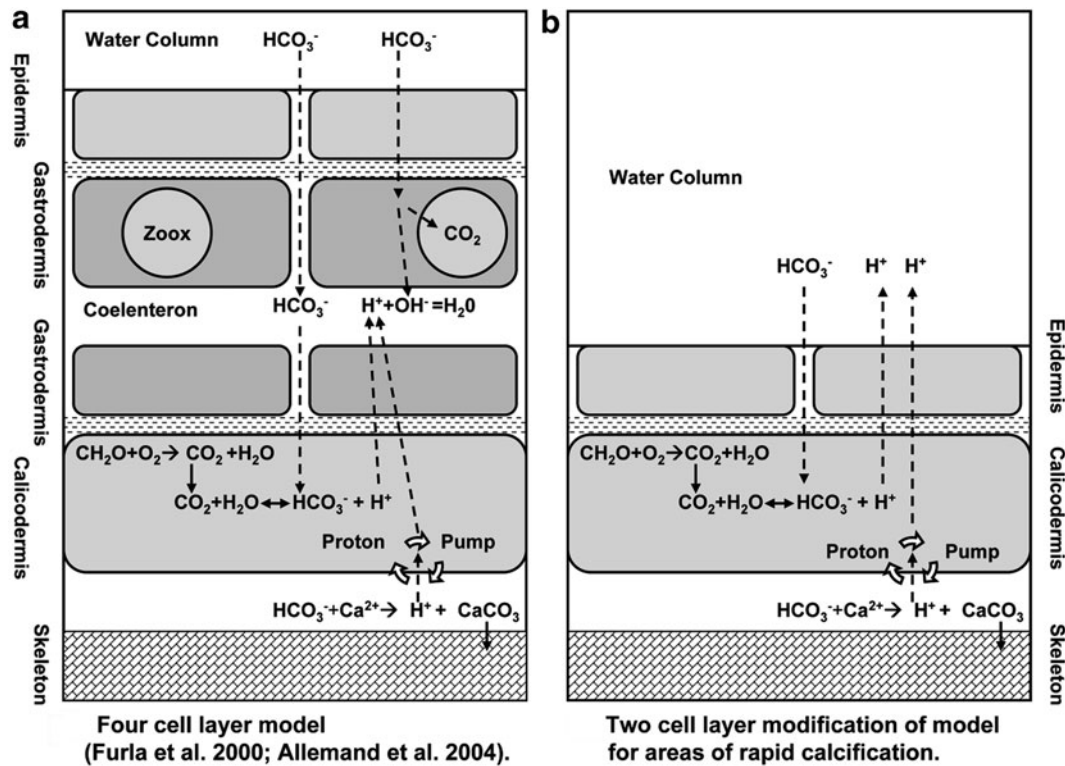 a
Water Column
HCO₃⁻
HCO₃⁻
Epidermis
Gastrodermis
Zoox
CO₂
Coelenteron
HCO₃⁻
H⁺+OH⁻=H₂0
Gastrodermis
Calicodermis
CH₂O+O₂→ CO₂ +H₂O
CO₂+H₂O↔HCO₃⁻ + H⁺
Proton
Pump
HCO₃⁻+Ca²⁺→ H⁺ + CaCO₃
Skeleton
Four cell layer model
(Furla et al. 2000; Allemand et al. 2004).
b
Water Column
HCO₃⁻
H⁺
H⁺
Epidermis
Calicodermis
CH₂O+O₂→CO₂+H₂O
CO₂+H₂O↔HCO₃⁻ + H⁺
Proton
Pump
HCO₃⁻+Ca²⁺→ H⁺ + CaCO₃
Skeleton
Two cell layer modification of model
for areas of rapid calcification.